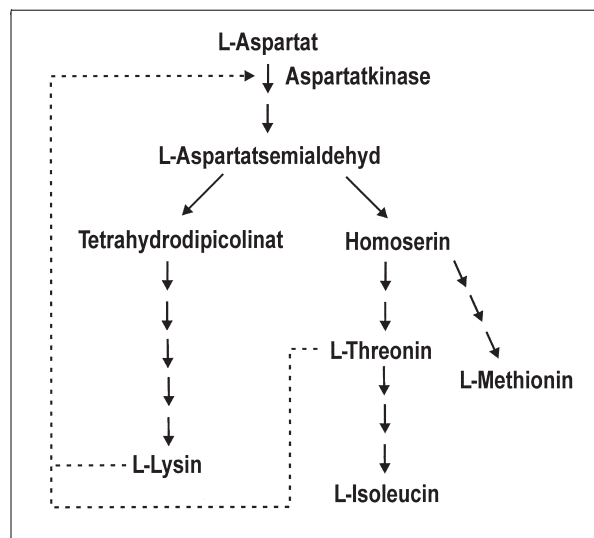 L-Aspartat
Aspartatkinase
L-Aspartatsemialdehyd
Tetrahydrodipicolinat
Homoserin
L-Threonin
L-Methionin
L-Lysin
L-Isoleucin